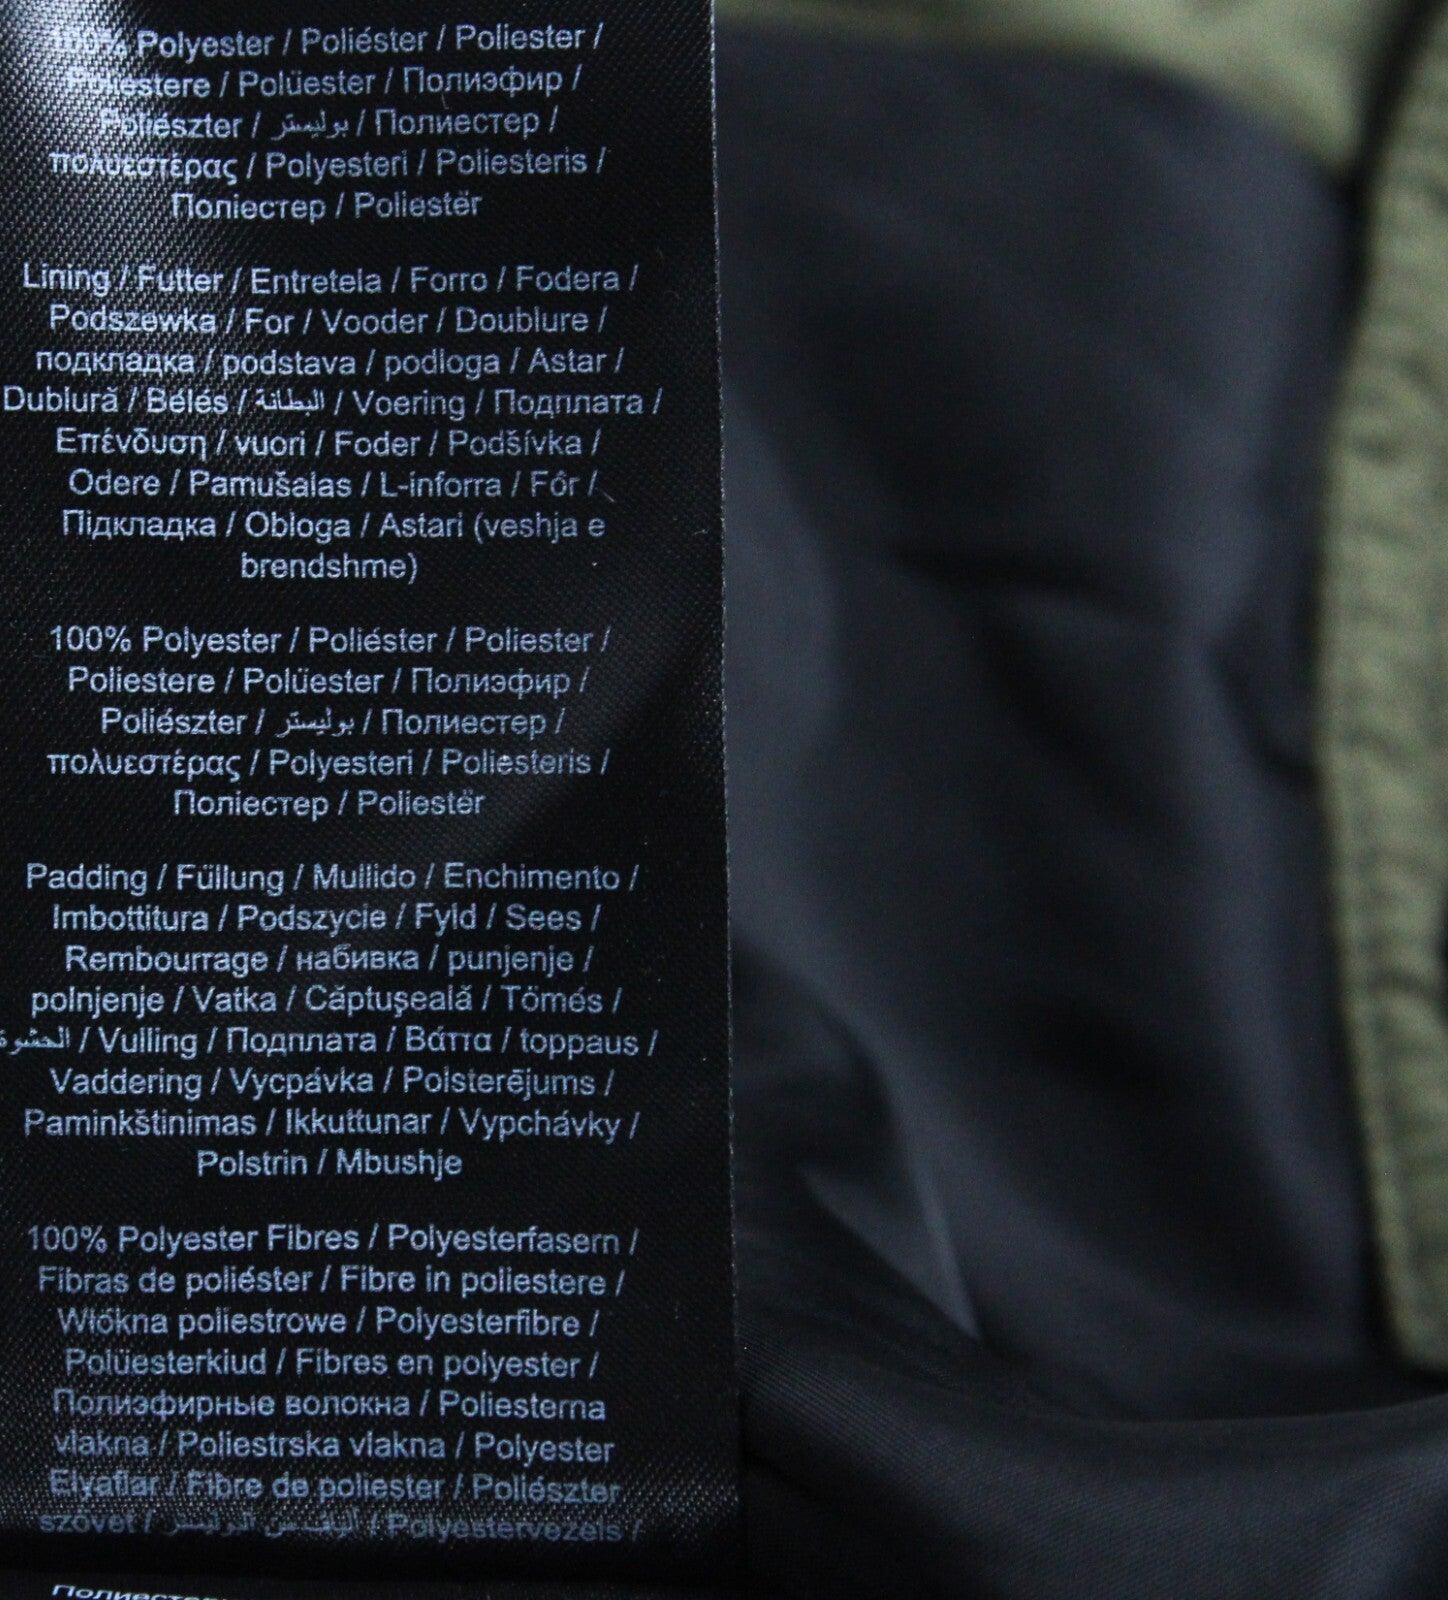 100% Polyester / Poliéster / Poliester /
Poliestere / Polüester / Полиэфир /
Poliészter / بوليستر / Полиестер /
πολυεστέρας / Polyesteri / Poliesteris /
Поліестер / Poliestër
Lining / Futter / Entretela / Forro / Fodera /
Podszewka / For / Vooder / Doublure /
подкладка / podstava / podloga / Astar /
Dublură / Bélés / البطانة / Voering / Подплата /
Επένδυση / vuori / Foder / Podšívka /
Odere / Pamušalas / L-inforra / Fór /
Підкладка / Obloga / Astari (veshja e
brendshme)
100% Polyester / Poliéster / Poliester /
Poliestere / Polüester / Полиэфир /
Poliészter / بوليستر / Полиестер /
πολυεστέρας / Polyesteri / Poliesteris /
Поліестер / Poliestër
Padding / Füllung / Mullido / Enchimento /
Imbottitura / Podszycie / Fyld / Sees /
Rembourrage / набивка / punjenje /
polnjenje / Vatka / Căptuşeală / Tömés /
الحشوة / Vulling / Подплата / Βάττα / toppaus /
Vaddering / Vycpávka / Polsterējums /
Paminkštinimas / Ikkuttunar / Vypchávky /
Polstrin / Mbushje
100% Polyester Fibres / Polyesterfasern /
Fibras de poliéster / Fibre in poliestere /
Włókna poliestrowe / Polyesterfibre /
Polüesterkiud / Fibres en polyester /
Полиэфирные волокна / Poliesterna
vlakna / Poliestrska vlakna / Polyester
Elyaflar / Fibre de poliester / Poliészter
szövet / / Polyestervezels /